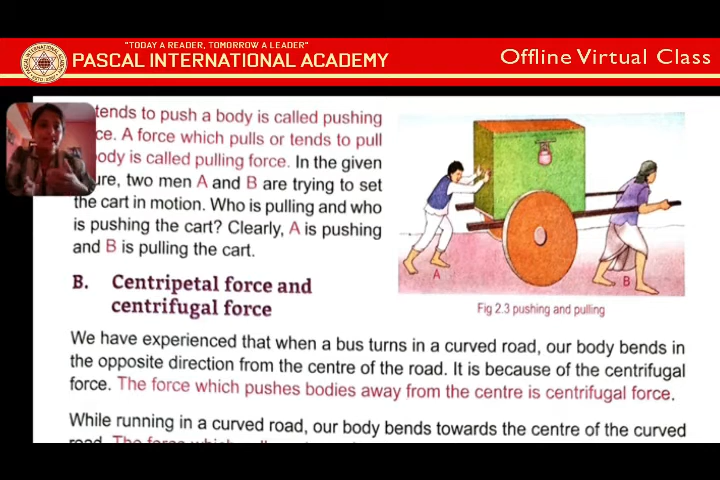 "TODAY A READER, TOMORROW A LEADER"
PASCAL INTERNATIONAL ACADEMY
Offline Virtual Class
tends to push a body is called pushing
ce. A force which pulls or tends to pull
ody is called pulling force. In the given
ure, two men A and B are trying to set
the cart in motion. Who is pulling and who
is pushing the cart? Clearly, A is pushing
and B is pulling the cart.
A
B
Fig 2.3 pushing and pulling
B. Centripetal force and
centrifugal force
We have experienced that when a bus turns in a curved road, our body bends in
the opposite direction from the centre of the road. It is because of the centrifugal
force. The force which pushes bodies away from the centre is centrifugal force.
While running in a curved road, our body bends towards the centre of the curved
road. The force which